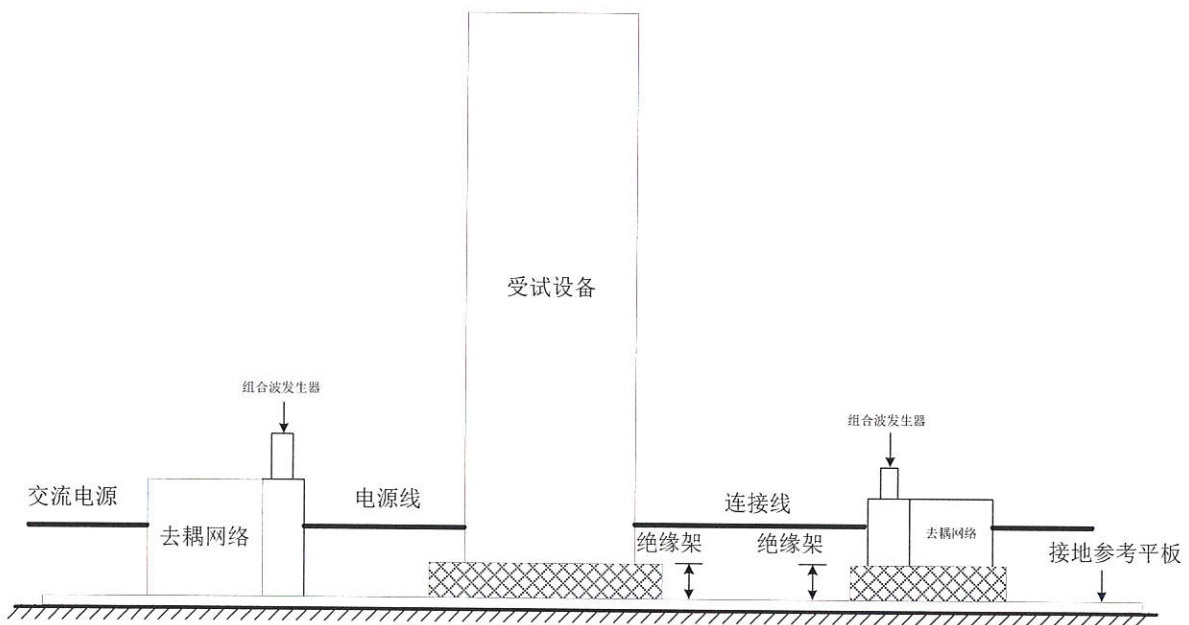 受试设备
组合波发生器
组合波发生器
交流电源
电源线
连接线
去耦网络
绝缘架
绝缘架
去耦网络
接地参考平板